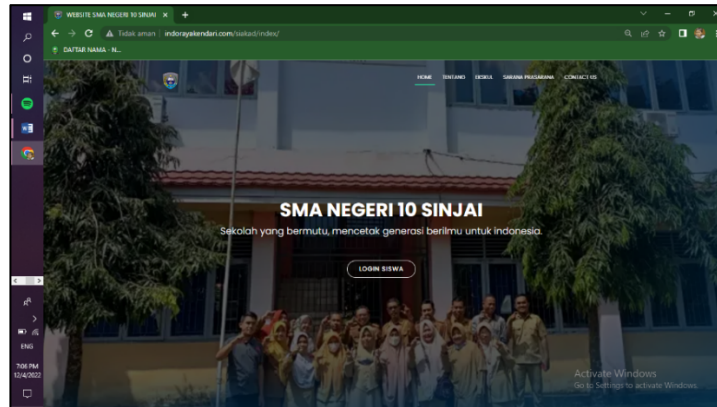 WEBSITE SMA NEGERI 10 SINJAI
Tidak aman indorayakendari.com/siakad/index/
DAFTAR NAMA - N...
HOME TENTANG EKSKUL SARANA PRASARANA CONTACT US
SMA NEGERI 10 SINJAI
Sekolah yang bermutu, mencetak generasi berilmu untuk indonesia.
LOGIN SISWA
ENG
7:06 PM
12/4/2022
Activate Windows
Go to Settings to activate Windows.